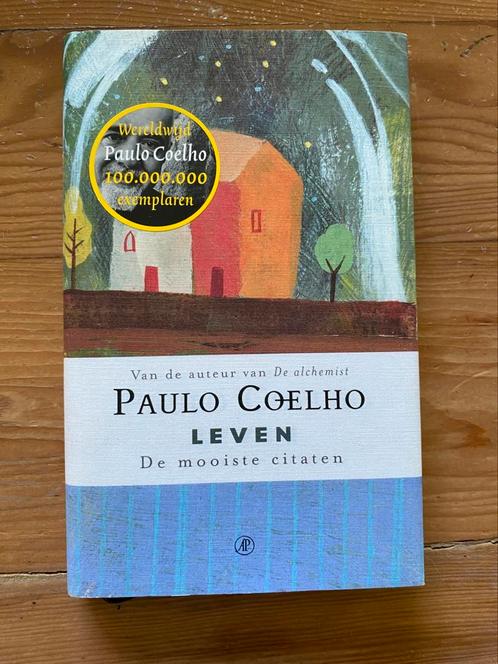 Wereldwijd
Paulo Coelho
100.000.000
exemplaren
Van de auteur van De alchemist
PAULO COELHO
LEVEN
De mooiste citaten
AP